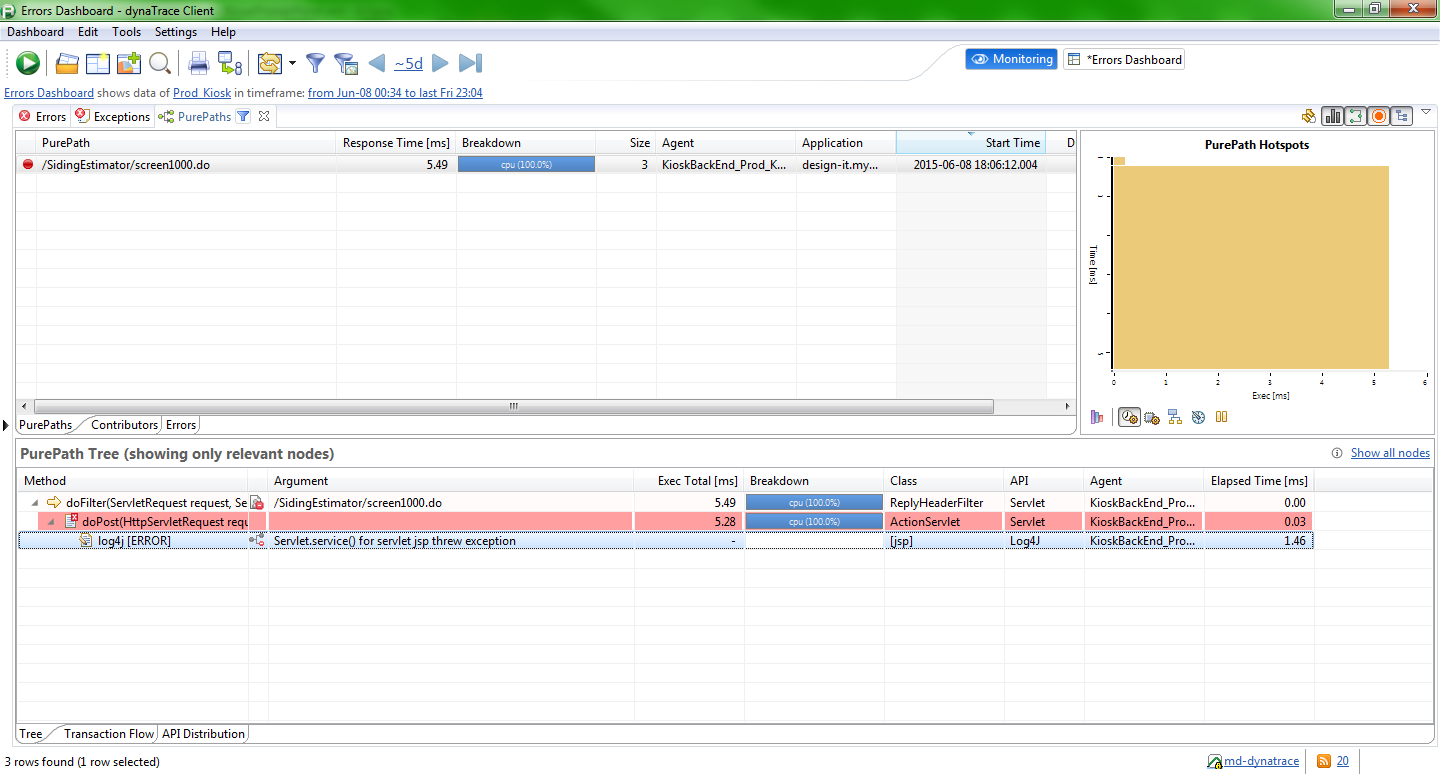 Errors Dashboard - dynaTrace Client
Dashboard Edit Tools Settings Help
~5d Monitoring *Errors Dashboard
Errors Dashboard shows data of Prod_Kiosk in timeframe: from Jun-08 00:34 to last Fri 23:04
Errors Exceptions PurePaths
PurePath Response Time [ms] Breakdown Size Agent Application Start Time D
/SidingEstimator/screen1000.do 5.49 cpu (100.0%) 3 KioskBackEnd_Prod_K... design-it.my... 2015-06-08 18:06:12.004
PurePath Hotspots
Time [ms]
0 1 2 3 4 5 6
Exec [ms]
PurePaths Contributors Errors
PurePath Tree (showing only relevant nodes) Show all nodes
Method Argument Exec Total [ms] Breakdown Class API Agent Elapsed Time [ms]
doFilter(ServletRequest request, Se /SidingEstimator/screen1000.do 5.49 cpu (100.0%) ReplyHeaderFilter Servlet KioskBackEnd_Pro... 0.00
doPost(HttpServletRequest requ 5.28 cpu (100.0%) ActionServlet Servlet KioskBackEnd_Pro... 0.03
log4j [ERROR] Servlet.service() for servlet jsp threw exception - [jsp] Log4J KioskBackEnd_Pro... 1.46
Tree Transaction Flow API Distribution
3 rows found (1 row selected) md-dynatrace 20